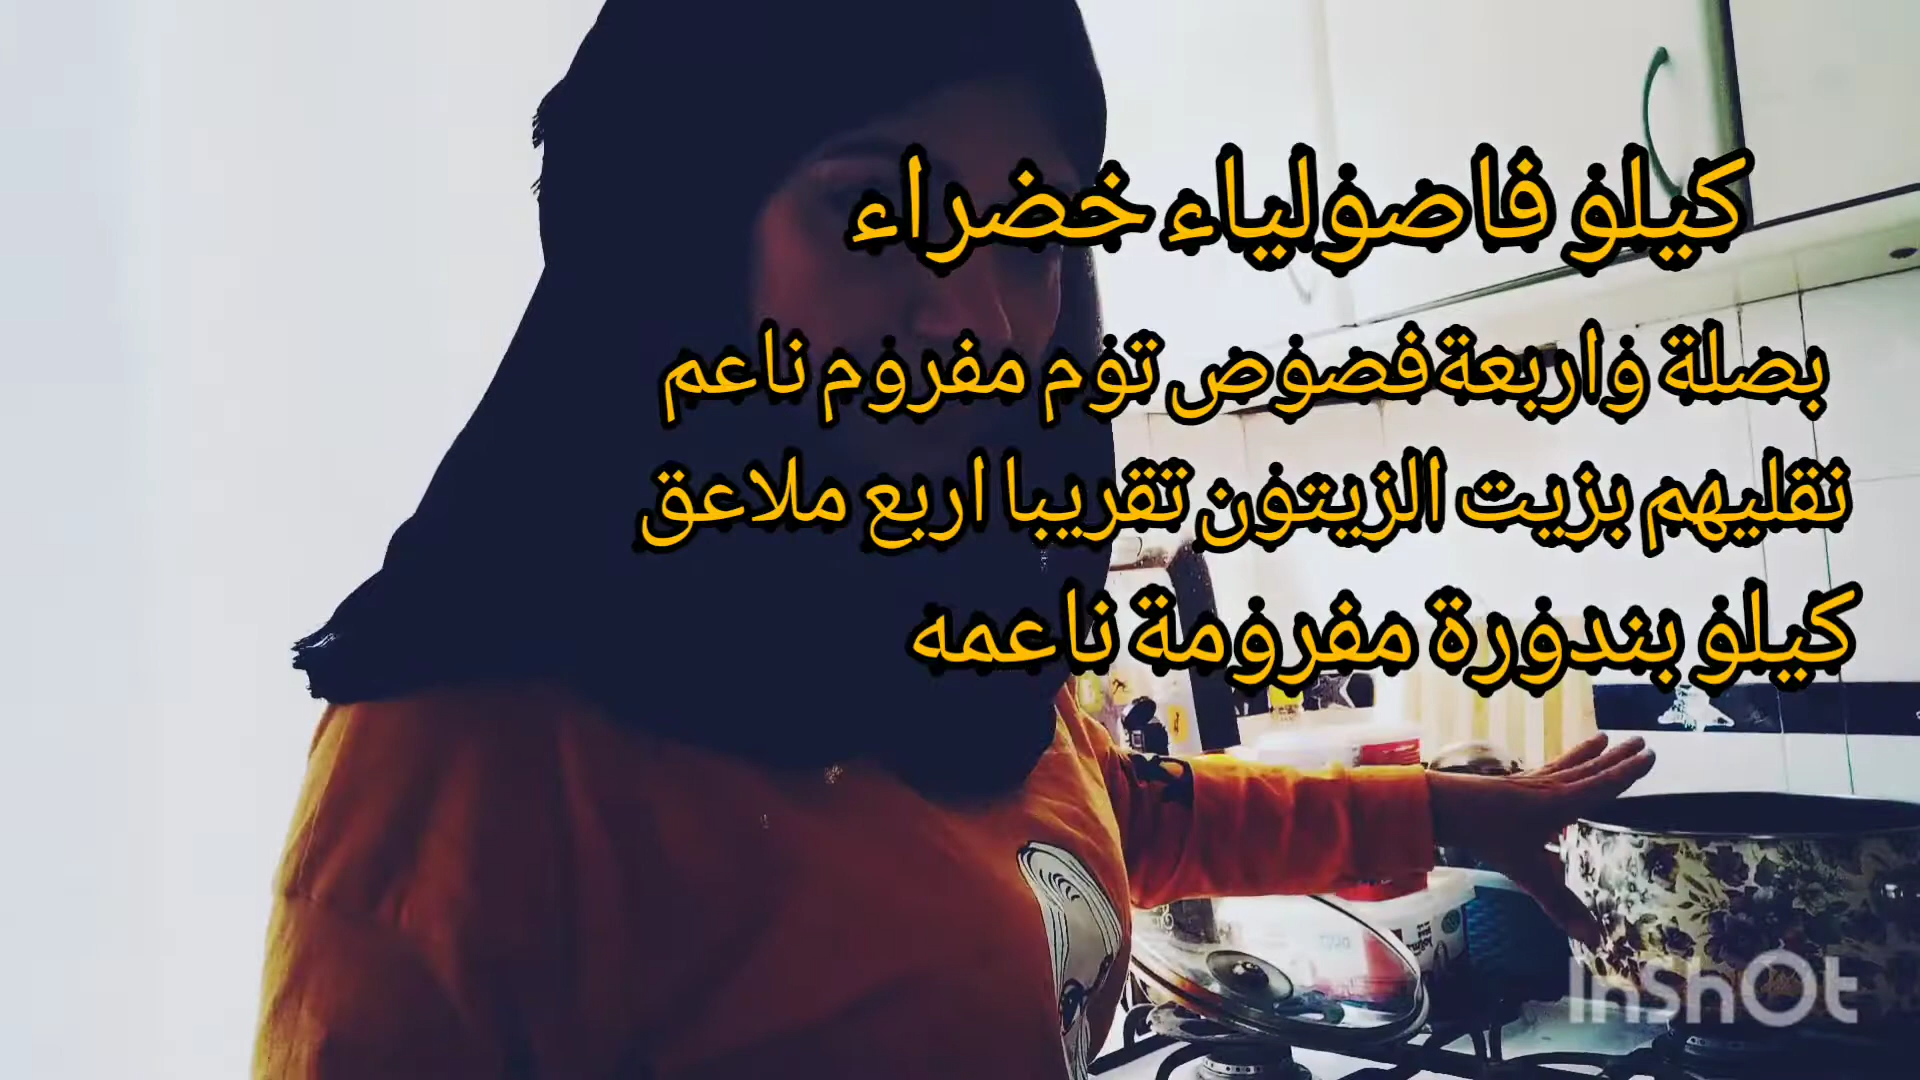 كيلو فاصولياء خضراء
بصلة واربعة فصوص توم مفروم ناعم
نقليهم بزيت الزيتون تقريبا اربع ملاعق
كيلو بندورة مفرومة ناعمه
InShOt